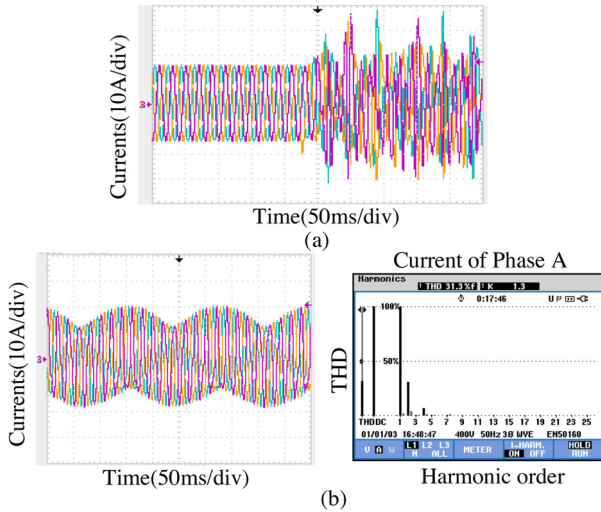 Currents(10A/div)
3
Time(50ms/div)
(a)
Currents(10A/div)
3
Time(50ms/div)
Current of Phase A
Harmonics
THD 31.3%f K 1.3
0:17:46
100%
50%
THD
THDDC 1 3 5 7 9 11 13 15 17 19 21 23 25
01/01/03 16:48:47 400V 50Hz 3Ø WYE EN50160
V A W L1 L2 L3 N ALL METER I-HARM. ON OFF HOLD RUN
Harmonic order
(b)